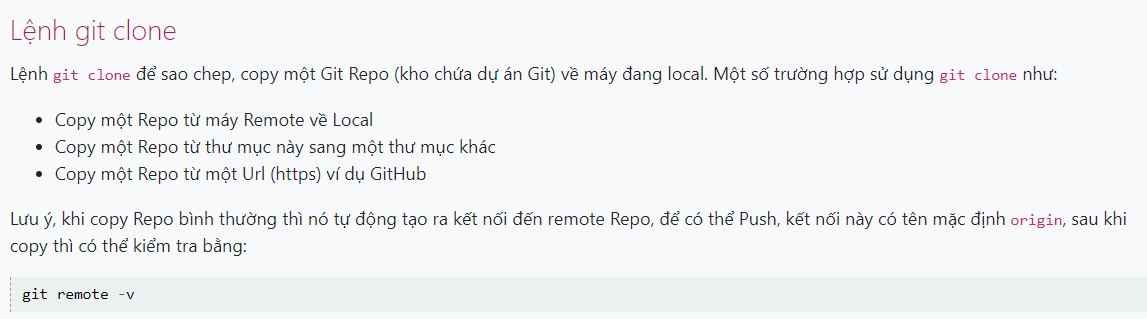 Lệnh git clone
Lệnh git clone để sao chep, copy một Git Repo (kho chứa dự án Git) về máy đang local. Một số trường hợp sử dụng git clone như:
• Copy một Repo từ máy Remote về Local
• Copy một Repo từ thư mục này sang một thư mục khác
• Copy một Repo từ một Url (https) ví dụ GitHub
Lưu ý, khi copy Repo bình thường thì nó tự động tạo ra kết nối đến remote Repo, để có thể Push, kết nối này có tên mặc định origin, sau khi
copy thì có thể kiểm tra bằng:
git remote -v